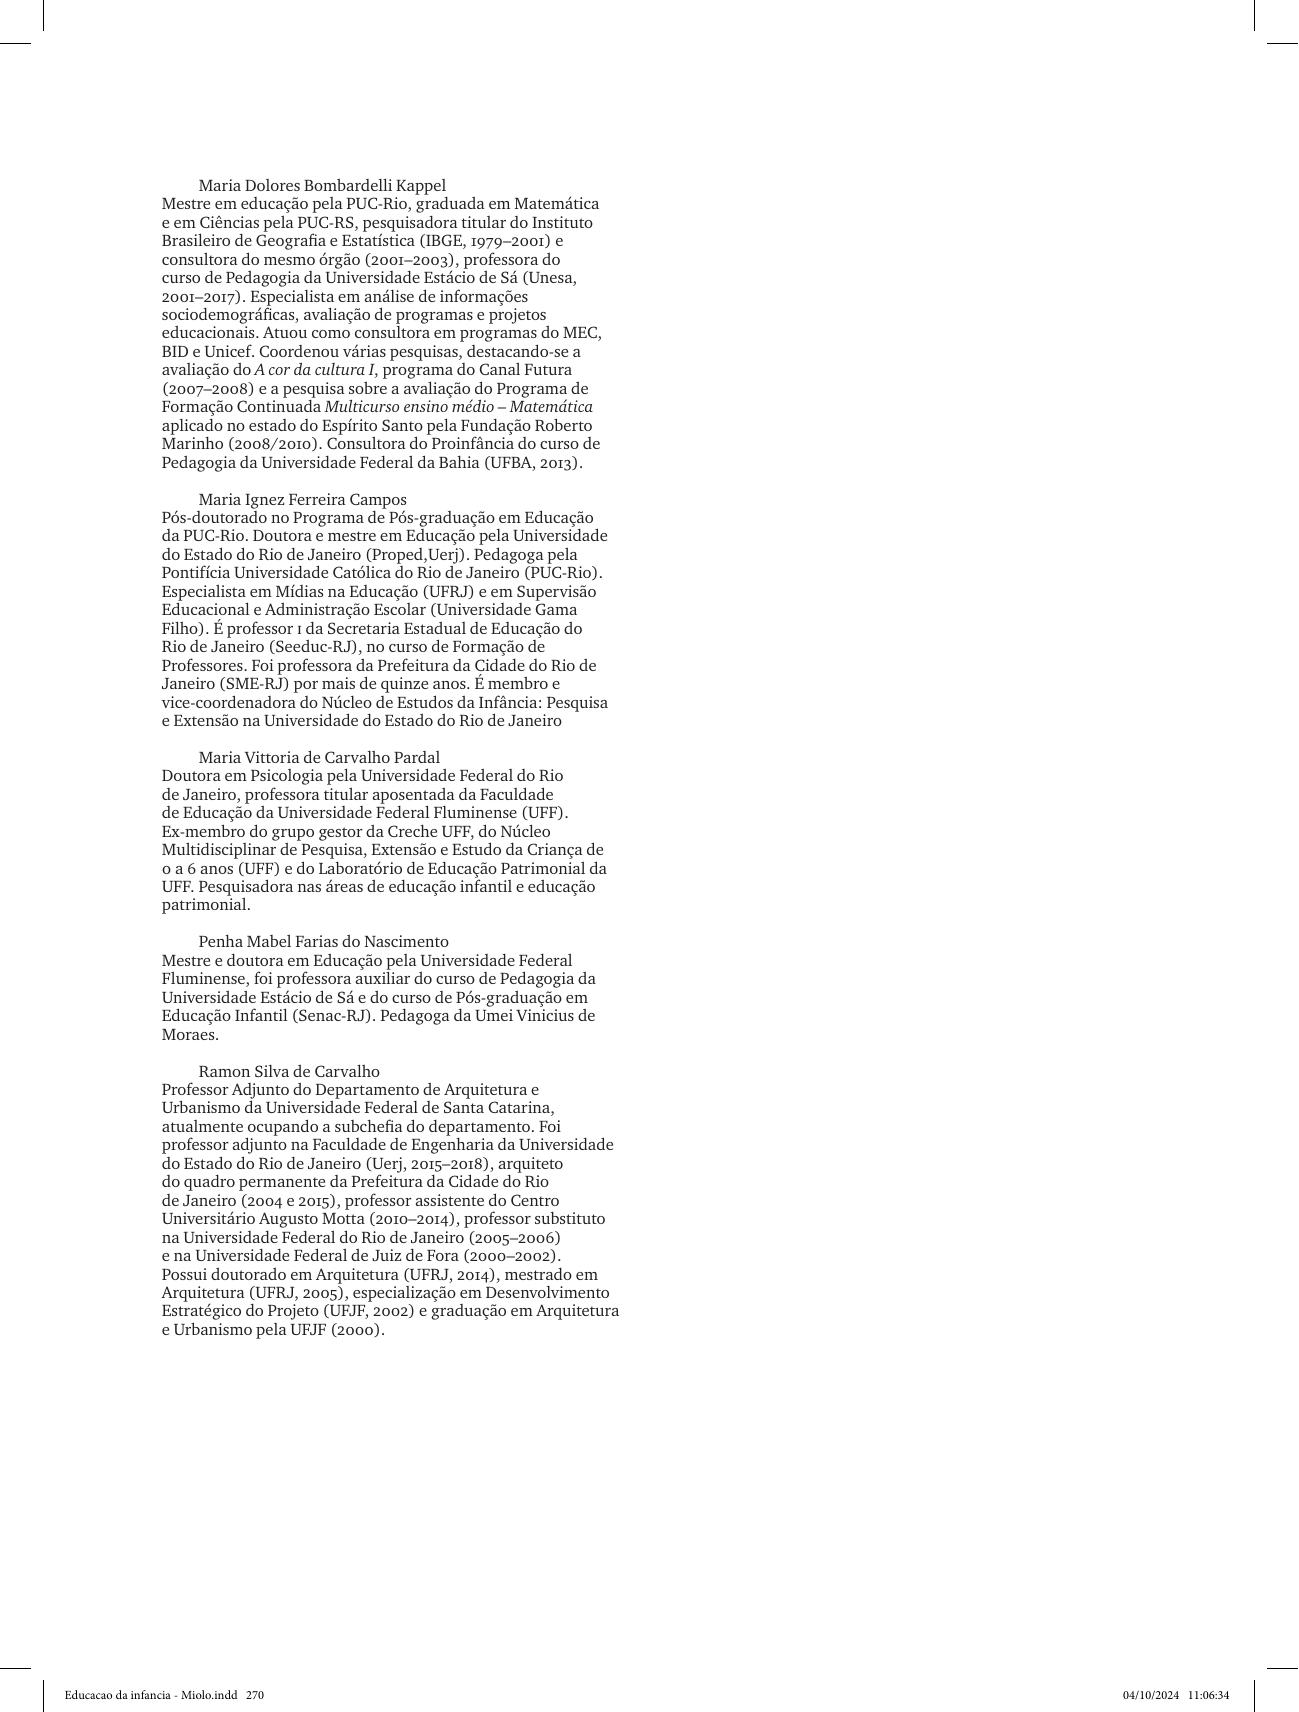 Maria Dolores Bombardelli Kappel
Mestre em educação pela PUC-Rio, graduada em Matemática
e em Ciências pela PUC-RS, pesquisadora titular do Instituto
Brasileiro de Geografia e Estatística (IBGE, 1979–2001) e
consultora do mesmo órgão (2001–2003), professora do
curso de Pedagogia da Universidade Estácio de Sá (Unesa,
2001–2017). Especialista em análise de informações
sociodemográficas, avaliação de programas e projetos
educacionais. Atuou como consultora em programas do MEC,
BID e Unicef. Coordenou várias pesquisas, destacando-se a
avaliação do A cor da cultura I, programa do Canal Futura
(2007–2008) e a pesquisa sobre a avaliação do Programa de
Formação Continuada Multicurso ensino médio – Matemática
aplicado no estado do Espírito Santo pela Fundação Roberto
Marinho (2008/2010). Consultora do Proinfância do curso de
Pedagogia da Universidade Federal da Bahia (UFBA, 2013).
Maria Ignez Ferreira Campos
Pós-doutorado no Programa de Pós-graduação em Educação
da PUC-Rio. Doutora e mestre em Educação pela Universidade
do Estado do Rio de Janeiro (Proped,Uerj). Pedagoga pela
Pontifícia Universidade Católica do Rio de Janeiro (PUC-Rio).
Especialista em Mídias na Educação (UFRJ) e em Supervisão
Educacional e Administração Escolar (Universidade Gama
Filho). É professor 1 da Secretaria Estadual de Educação do
Rio de Janeiro (Seeduc-RJ), no curso de Formação de
Professores. Foi professora da Prefeitura da Cidade do Rio de
Janeiro (SME-RJ) por mais de quinze anos. É membro e
vice-coordenadora do Núcleo de Estudos da Infância: Pesquisa
e Extensão na Universidade do Estado do Rio de Janeiro
Maria Vittoria de Carvalho Pardal
Doutora em Psicologia pela Universidade Federal do Rio
de Janeiro, professora titular aposentada da Faculdade
de Educação da Universidade Federal Fluminense (UFF).
Ex-membro do grupo gestor da Creche UFF, do Núcleo
Multidisciplinar de Pesquisa, Extensão e Estudo da Criança de
0 a 6 anos (UFF) e do Laboratório de Educação Patrimonial da
UFF. Pesquisadora nas áreas de educação infantil e educação
patrimonial.
Penha Mabel Farias do Nascimento
Mestre e doutora em Educação pela Universidade Federal
Fluminense, foi professora auxiliar do curso de Pedagogia da
Universidade Estácio de Sá e do curso de Pós-graduação em
Educação Infantil (Senac-RJ). Pedagoga da Umei Vinicius de
Moraes.
Ramon Silva de Carvalho
Professor Adjunto do Departamento de Arquitetura e
Urbanismo da Universidade Federal de Santa Catarina,
atualmente ocupando a subchefia do departamento. Foi
professor adjunto na Faculdade de Engenharia da Universidade
do Estado do Rio de Janeiro (Uerj, 2015–2018), arquiteto
do quadro permanente da Prefeitura da Cidade do Rio
de Janeiro (2004 e 2015), professor assistente do Centro
Universitário Augusto Motta (2010–2014), professor substituto
na Universidade Federal do Rio de Janeiro (2005–2006)
e na Universidade Federal de Juiz de Fora (2000–2002).
Possui doutorado em Arquitetura (UFRJ, 2014), mestrado em
Arquitetura (UFRJ, 2005), especialização em Desenvolvimento
Estratégico do Projeto (UFJF, 2002) e graduação em Arquitetura
e Urbanismo pela UFJF (2000).
Educacao da infancia - Miolo.indd 270
04/10/2024 11:06:34